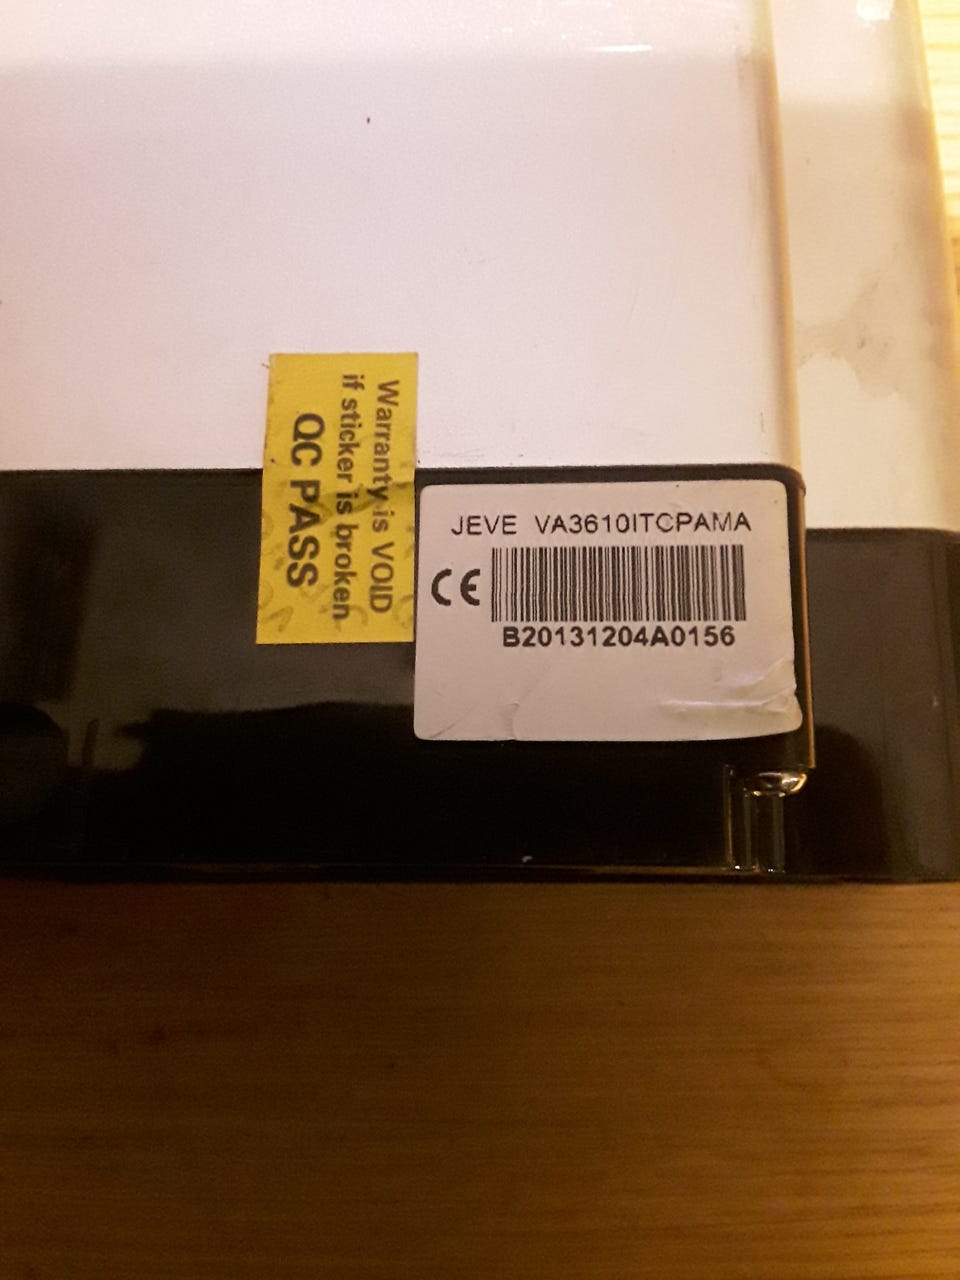 Warranty is VOID
if sticker is broken
QC PASS
JEVE VA3610ITCPAMA
CE
B20131204A0156